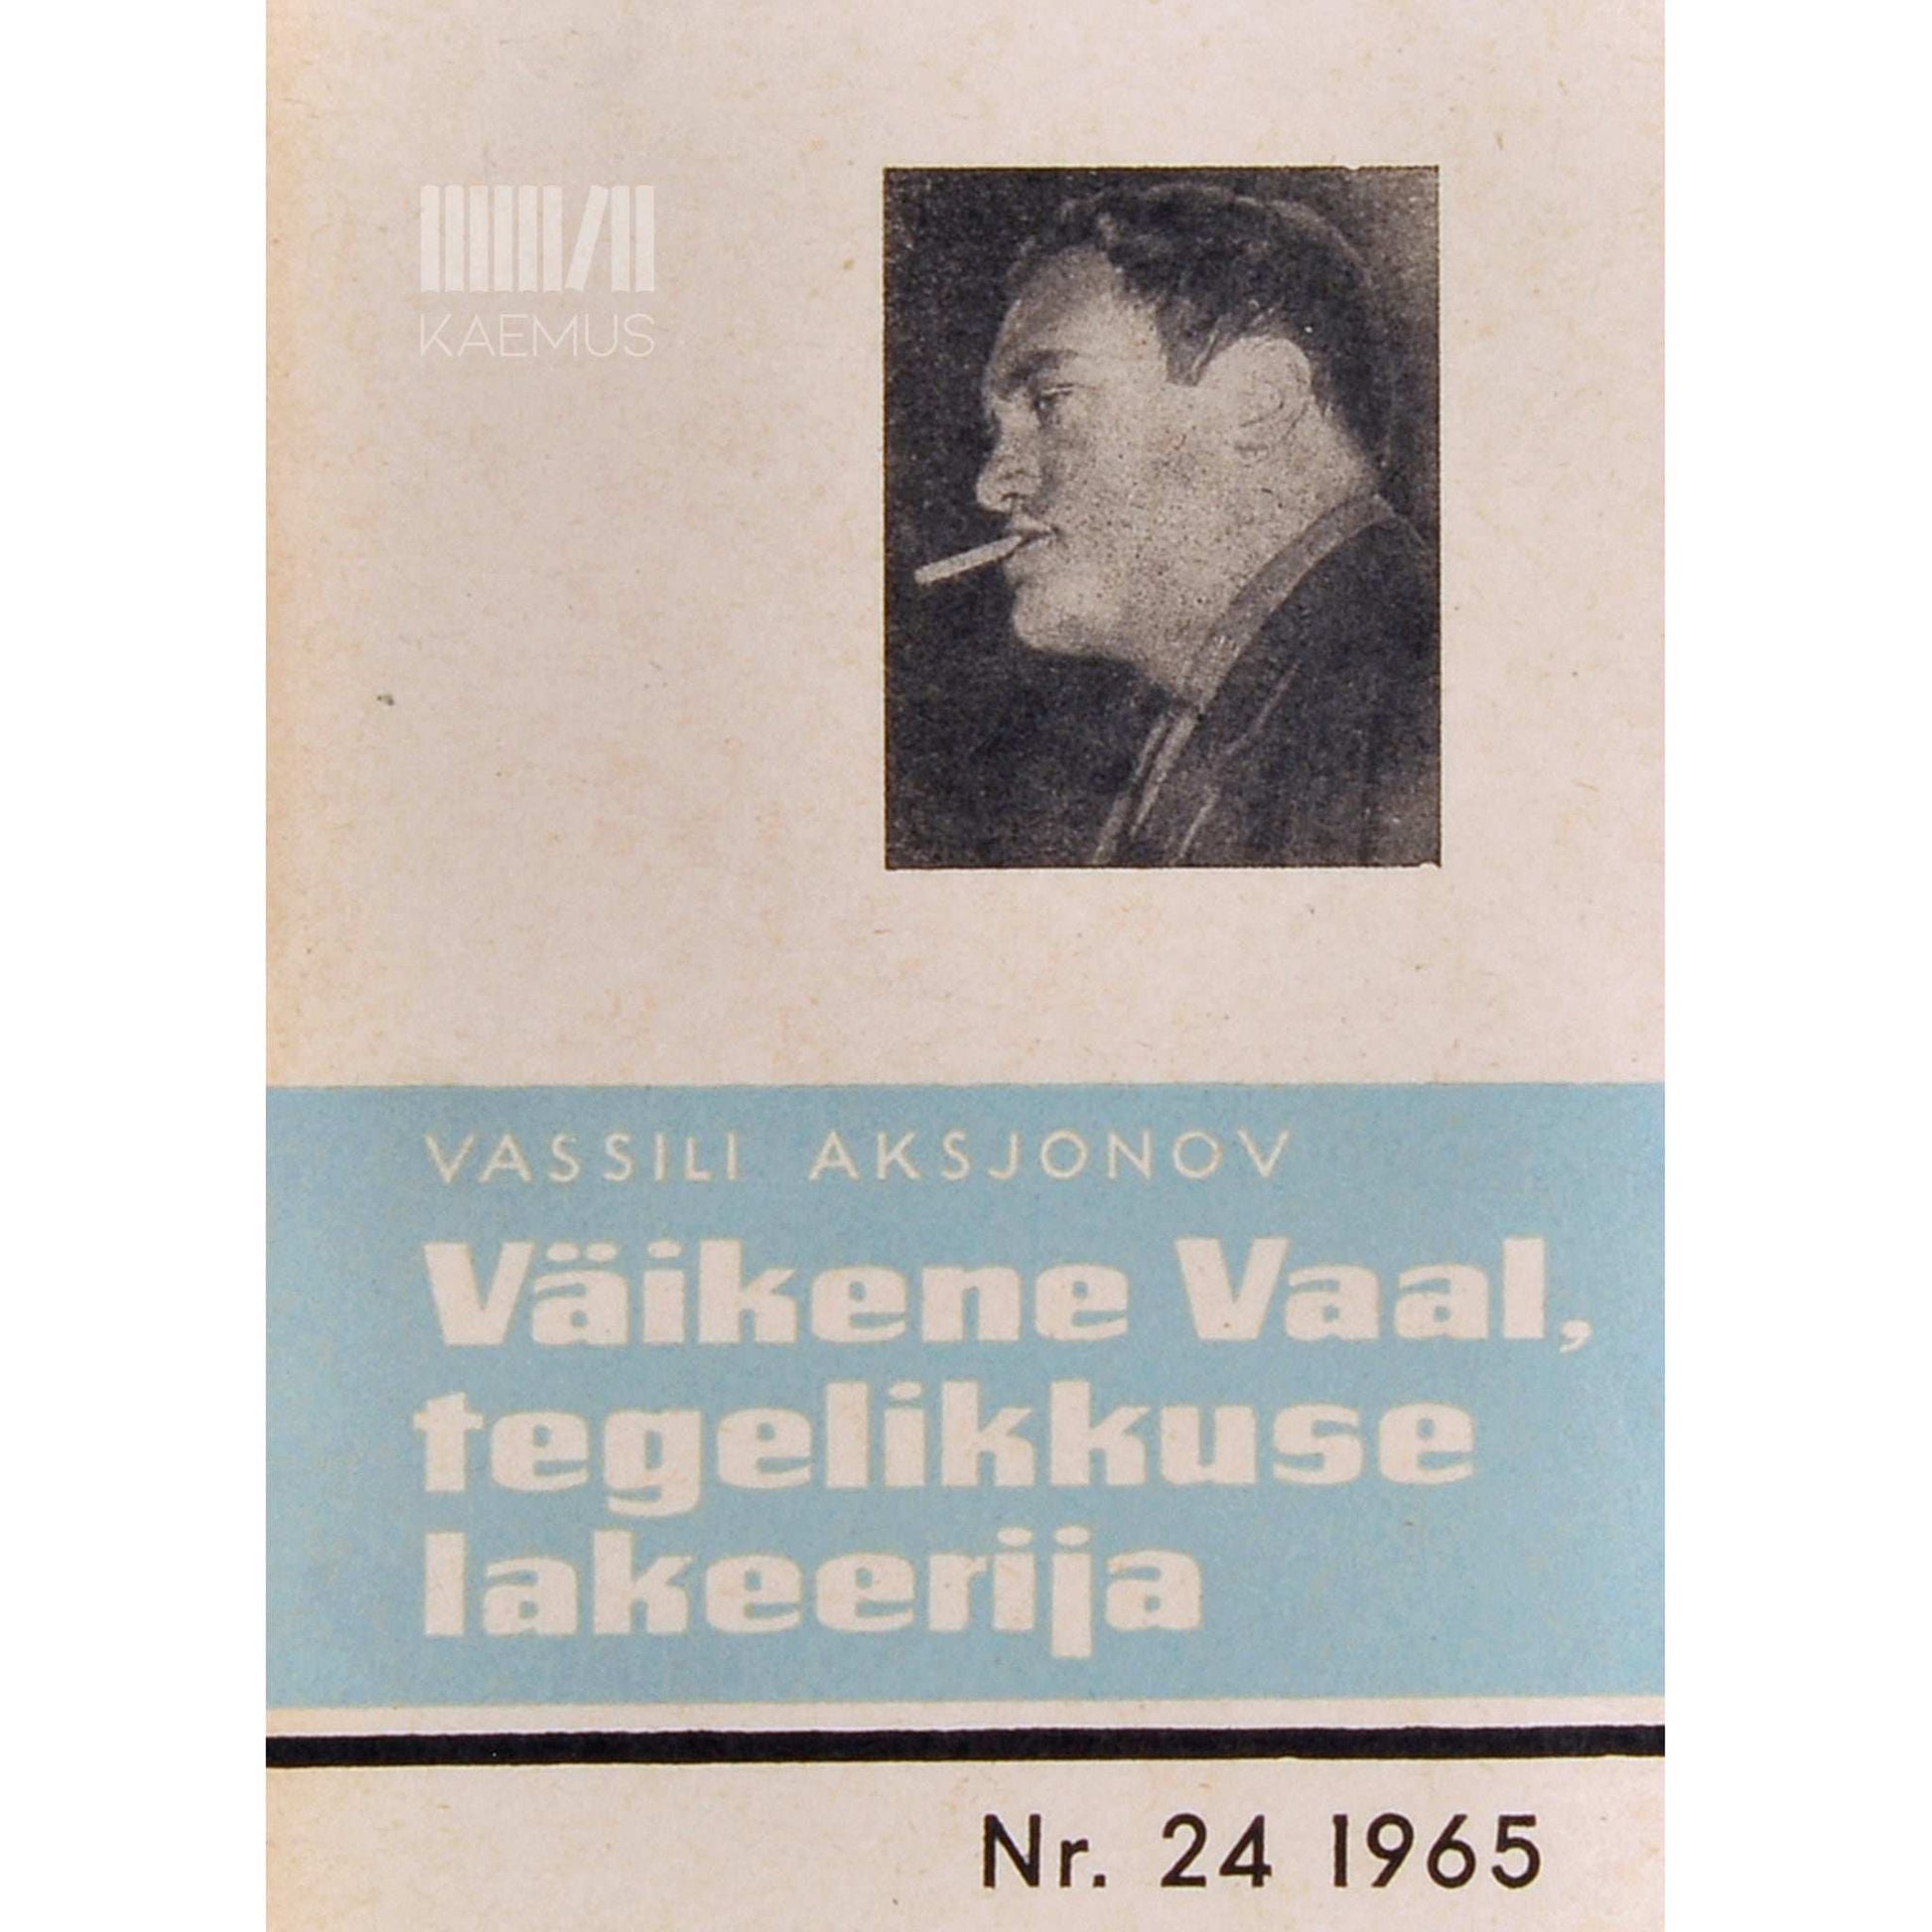 KAEMUS
VASSILI AKSJONOV
Väikene Vaal,
tegelikkuse
lakeerija
Nr. 24 1965